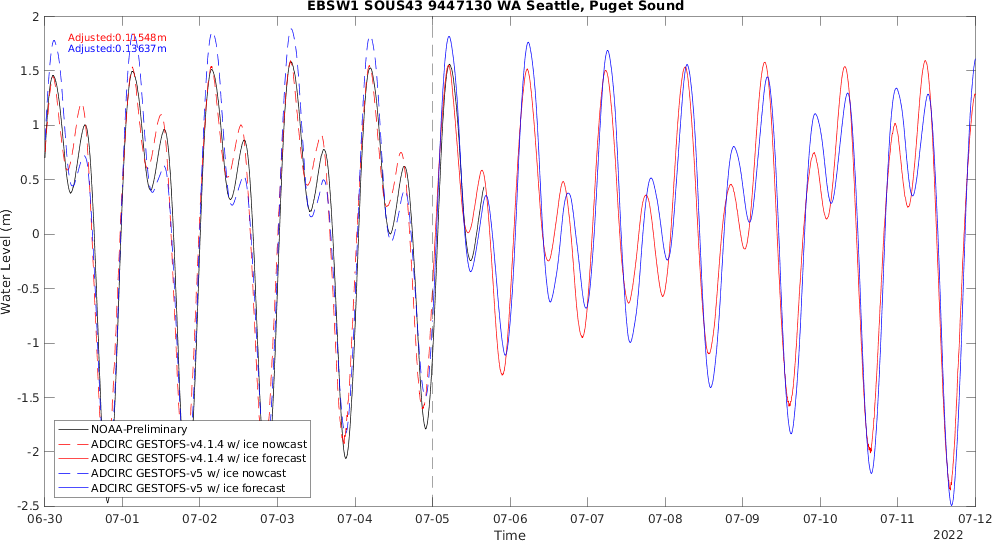 EBSW1 SOUS43 9447130 WA Seattle, Puget Sound
Adjusted:0.11548m
Adjusted:0.13637m
Water Level (m)
2
1.5
1
0.5
0
-0.5
-1
-1.5
-2
-2.5
NOAA-Preliminary
ADCIRC GESTOFS-v4.1.4 w/ ice nowcast
ADCIRC GESTOFS-v4.1.4 w/ ice forecast
ADCIRC GESTOFS-v5 w/ ice nowcast
ADCIRC GESTOFS-v5 w/ ice forecast
06-30 07-01 07-02 07-03 07-04 07-05 07-06 07-07 07-08 07-09 07-10 07-11 07-12
Time
2022